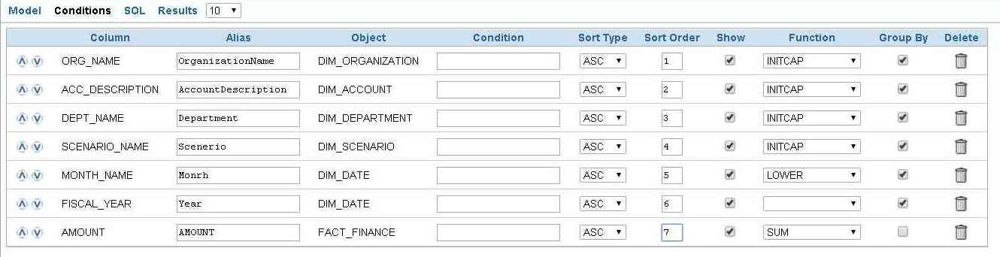 Model Conditions SQL Results 10
Column Alias Object Condition Sort Type Sort Order Show Function Group By Delete
ORG_NAME OrganizationName DIM_ORGANIZATION ASC 1 INITCAP
ACC_DESCRIPTION AccountDescription DIM_ACCOUNT ASC 2 INITCAP
DEPT_NAME Department DIM_DEPARTMENT ASC 3 INITCAP
SCENARIO_NAME Scenerio DIM_SCENARIO ASC 4 INITCAP
MONTH_NAME Monrh DIM_DATE ASC 5 LOWER
FISCAL_YEAR Year DIM_DATE ASC 6
AMOUNT AMOUNT FACT_FINANCE ASC 7 SUM